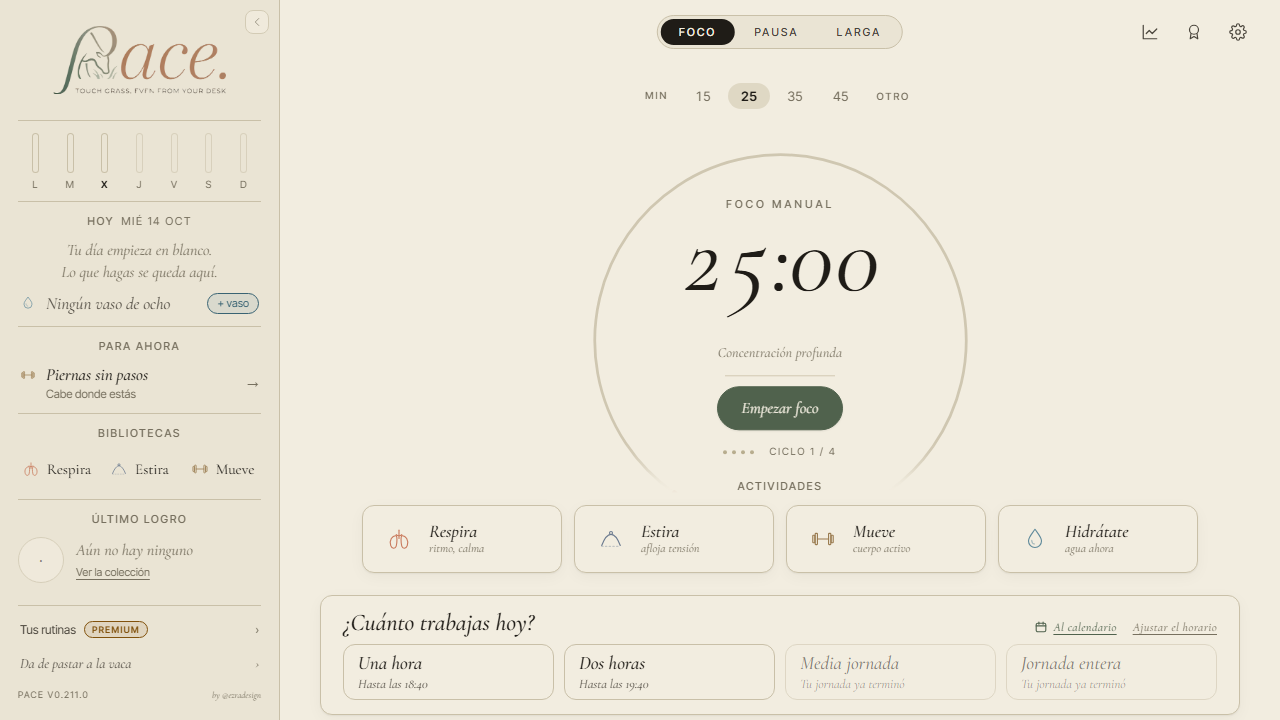 Pace.
TOUCH GRASS. EVEN FROM YOUR DESK
L M X J V S D
HOY MIÉ 14 OCT
Tu día empieza en blanco.
Lo que hagas se queda aquí.
Ningún vaso de ocho
+ vaso
PARA AHORA
Piernas sin pasos
Cabe donde estás
→
BIBLIOTECAS
Respira Estira Mueve
ÚLTIMO LOGRO
Aún no hay ninguno
Ver la colección
Tus rutinas PREMIUM ›
Da de pastar a la vaca ›
PACE V0.211.0 by @ezradesign
FOCO PAUSA LARGA
MIN 15 25 35 45 OTRO
FOCO MANUAL
25:00
Concentración profunda
Empezar foco
CICLO 1 / 4
ACTIVIDADES
Respira
ritmo, calma
Estira
afloja tensión
Mueve
cuerpo activo
Hidrátate
agua ahora
¿Cuánto trabajas hoy?
Al calendario Ajustar el horario
Una hora
Hasta las 18:40
Dos horas
Hasta las 19:40
Media jornada
Tu jornada ya terminó
Jornada entera
Tu jornada ya terminó